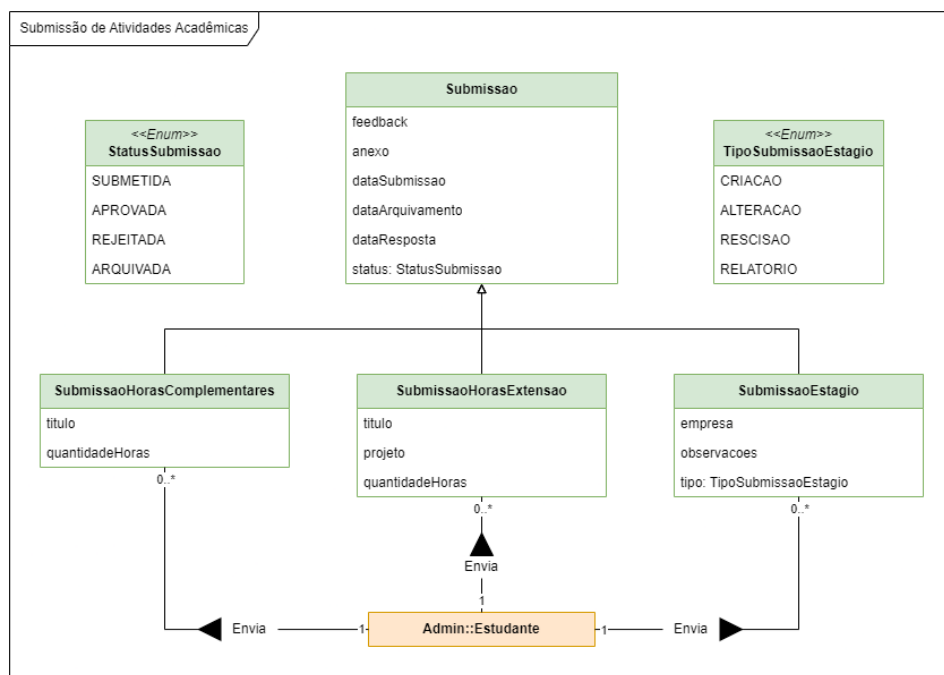 Submissão de Atividades Acadêmicas
Submissao
feedback
anexo
dataSubmissao
dataArquivamento
dataResposta
status: StatusSubmissao
<<Enum>>
StatusSubmissao
SUBMETIDA
APROVADA
REJEITADA
ARQUIVADA
<<Enum>>
TipoSubmissaoEstagio
CRIACAO
ALTERACAO
RESCISAO
RELATORIO
SubmissaoHorasComplementares
titulo
quantidadeHoras
0..*
SubmissaoHorasExtensao
titulo
projeto
quantidadeHoras
0..*
SubmissaoEstagio
empresa
observacoes
tipo: TipoSubmissaoEstagio
0..*
Envia
1
Envia
1
Admin::Estudante
1
Envia